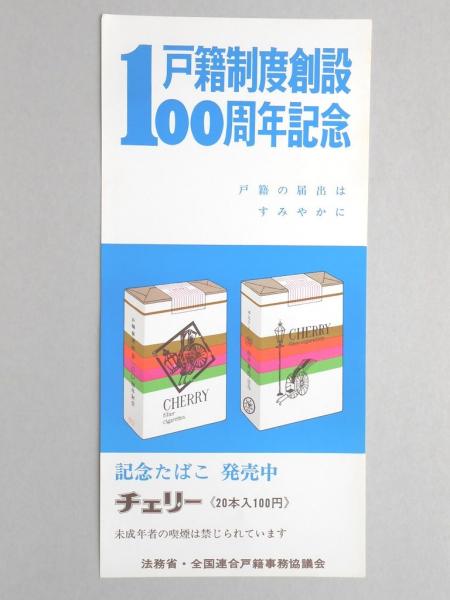 戸籍制度創設
100周年記念
戸籍の届出は
すみやかに
CHERRY
filter
cigarettes
CHERRY
記念たばこ 発売中
チェリー《20本入100円》
未成年者の喫煙は禁じられています
法務省・全国連合戸籍事務協議会